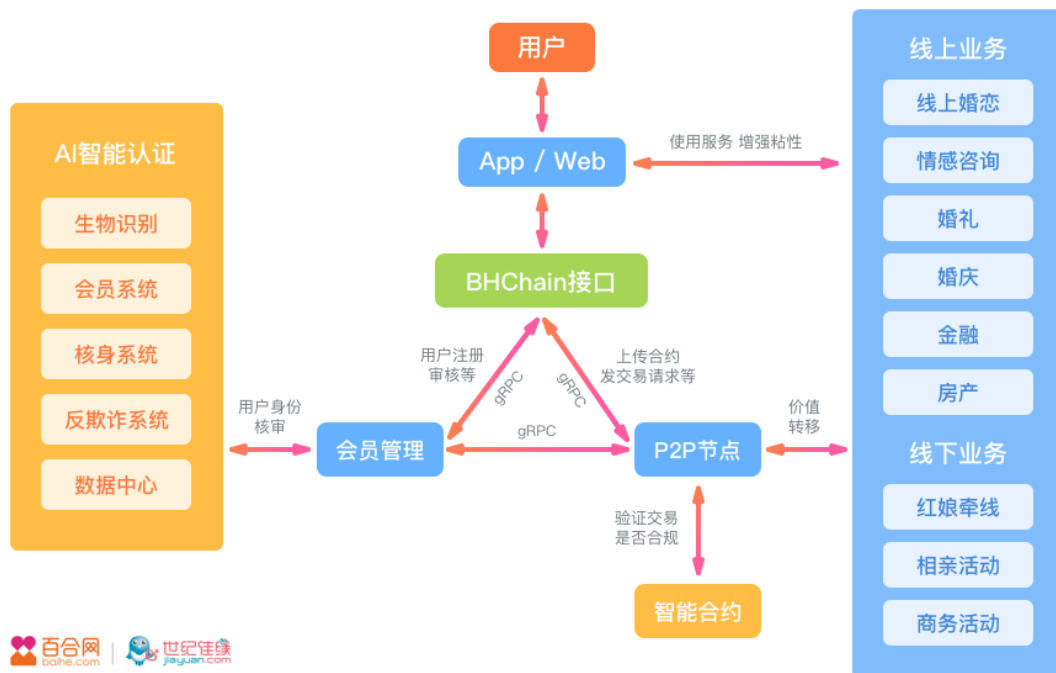 用户
App / Web
使用服务 增强粘性
BHChain接口
用户注册
审核等
gRPC
上传合约
发交易请求等
gRPC
AI智能认证
生物识别
会员系统
核身系统
反欺诈系统
数据中心
用户身份
核审
会员管理
gRPC
P2P节点
价值
转移
验证交易
是否合规
智能合约
线上业务
线上婚恋
情感咨询
婚礼
婚庆
金融
房产
线下业务
红娘牵线
相亲活动
商务活动
百合网
baihe.com
世纪佳缘
jiayuan.com